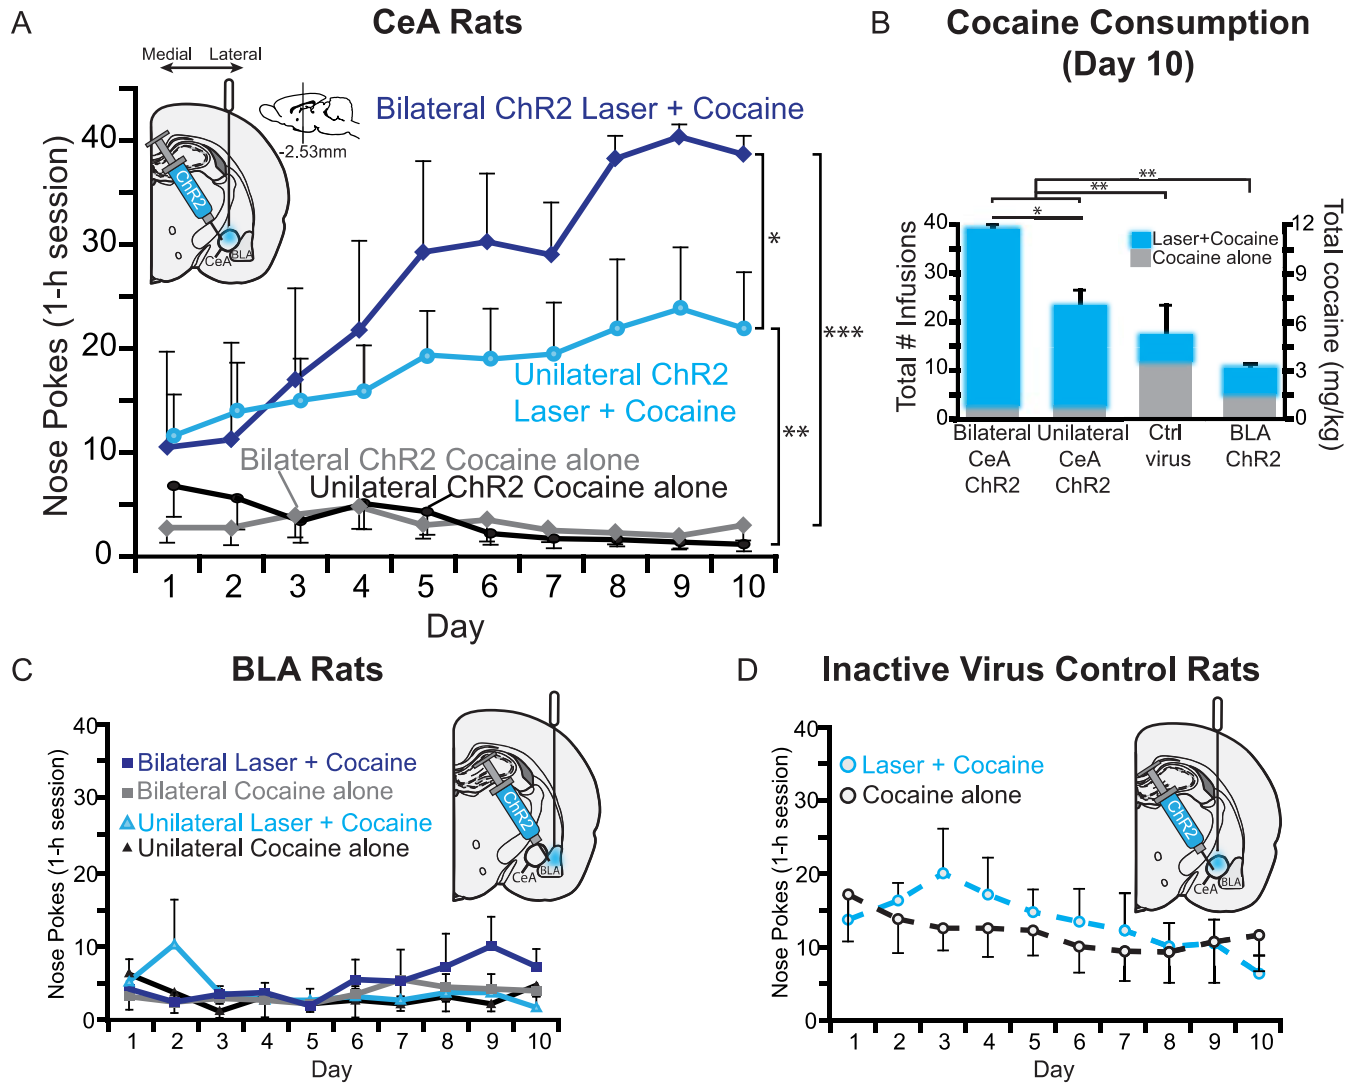 A
CeA Rats
Medial Lateral
-2.53mm
ChR2
CeA
BLA
Bilateral ChR2 Laser + Cocaine
Unilateral ChR2
Laser + Cocaine
Bilateral ChR2 Cocaine alone
Unilateral ChR2 Cocaine alone
*
**
***
Nose Pokes (1-h session)
40
30
20
10
0
1 2 3 4 5 6 7 8 9 10
Day
B
Cocaine Consumption
(Day 10)
**
**
*
Laser+Cocaine
Cocaine alone
Total # Infusions
40
30
20
10
0
12
9
6
3
0
Total cocaine (mg/kg)
Bilateral
CeA
ChR2
Unilateral
CeA
ChR2
Ctrl
virus
BLA
ChR2
C
BLA Rats
Bilateral Laser + Cocaine
Bilateral Cocaine alone
Unilateral Laser + Cocaine
Unilateral Cocaine alone
ChR2
CeA
BLA
Nose Pokes (1-h session)
40
30
20
10
0
1 2 3 4 5 6 7 8 9 10
Day
D
Inactive Virus Control Rats
Laser + Cocaine
Cocaine alone
ChR2
CeA
BLA
Nose Pokes (1-h session)
40
30
20
10
0
1 2 3 4 5 6 7 8 9 10
Day